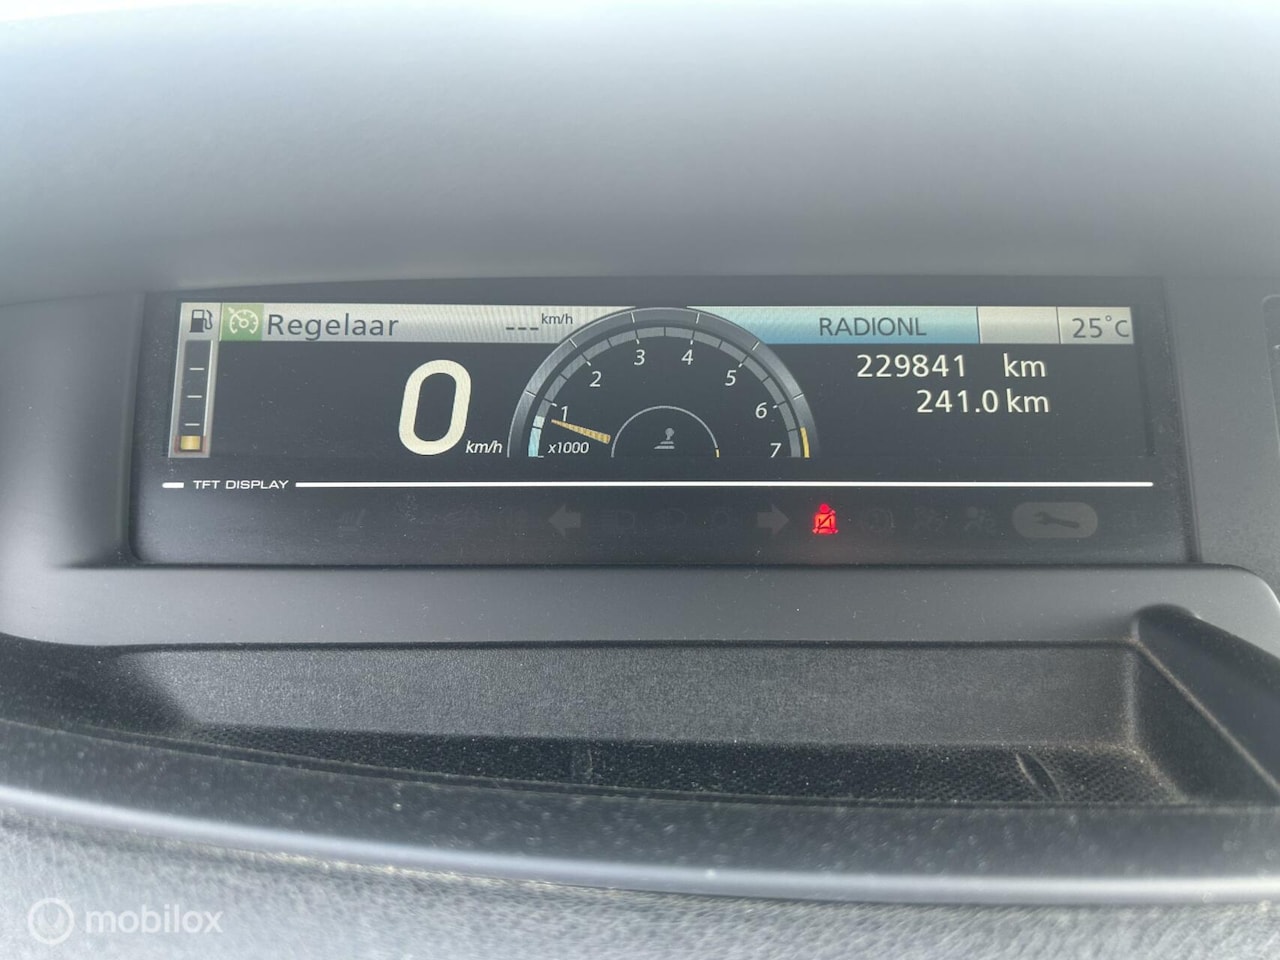 Regelaar ---km/h
RADIONL
25°C
229841 km
241.0 km
0 km/h
1 2 3 4 5 6 7
x1000
TFT DISPLAY
mobilox